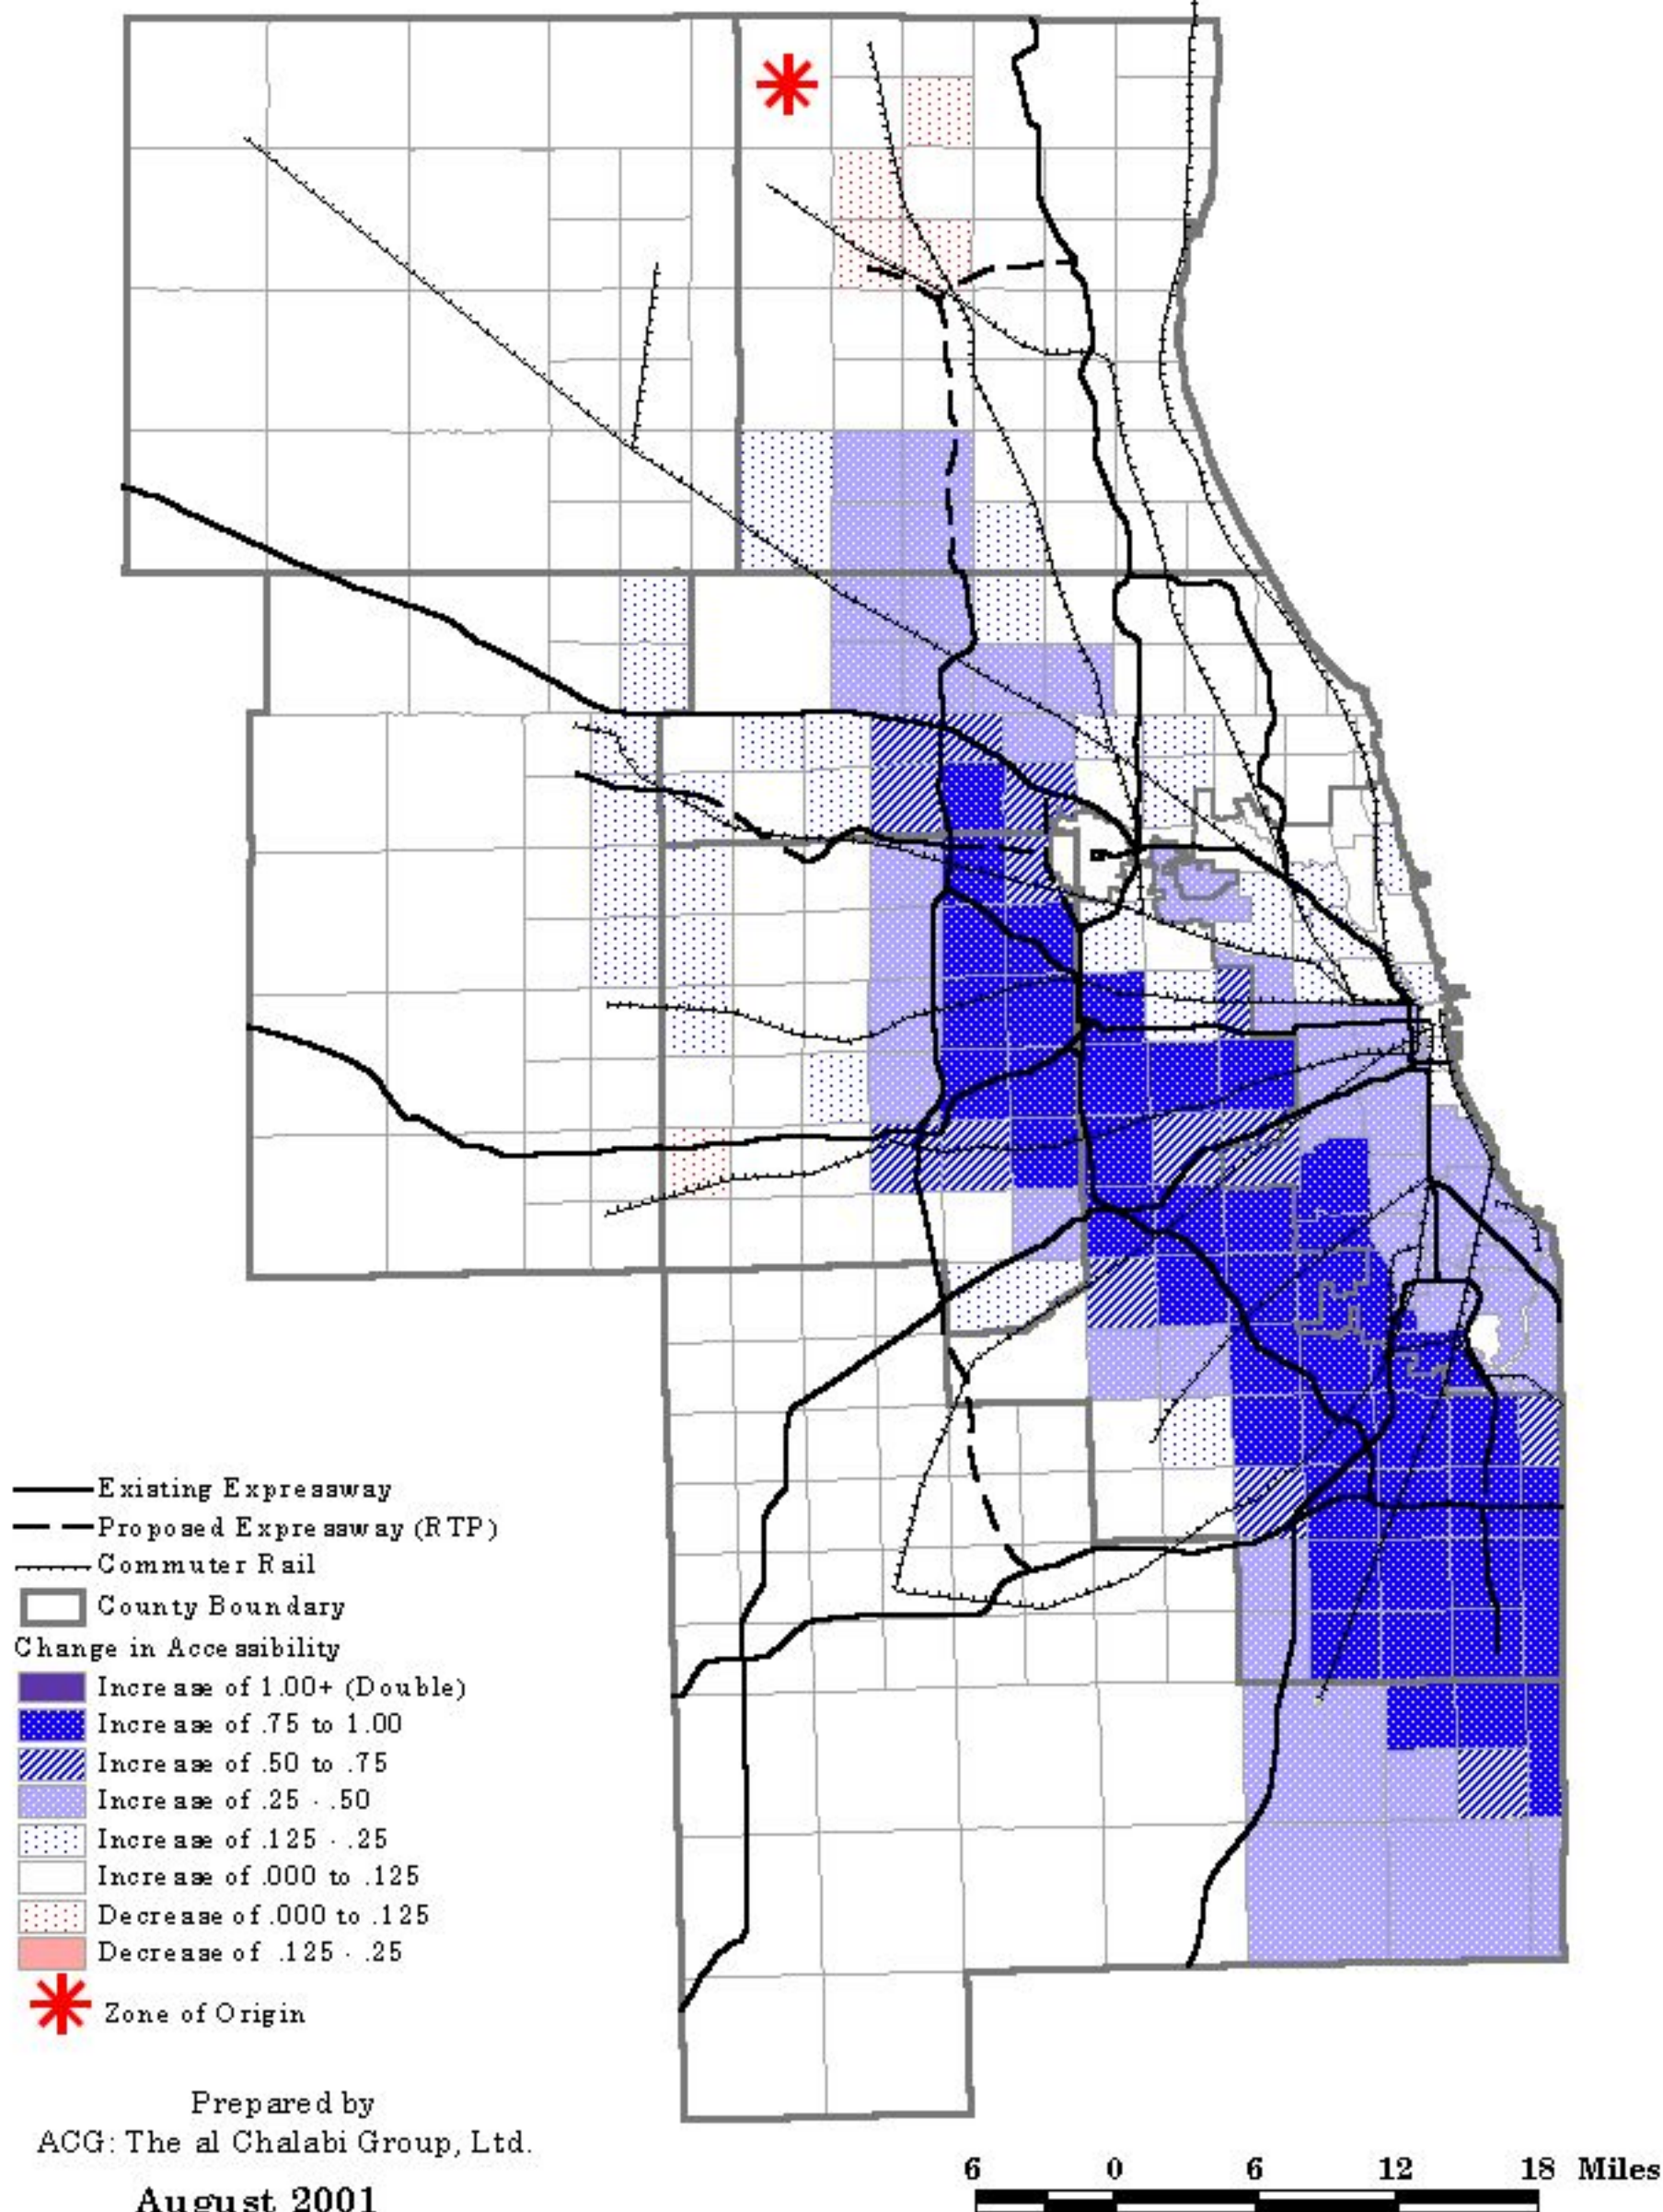 Existing Expressway
Proposed Expressway (RTP)
Commuter Rail
County Boundary
Change in Accessibility
Increase of 1.00+ (Double)
Increase of .75 to 1.00
Increase of .50 to .75
Increase of .25 - .50
Increase of .125 - .25
Increase of .000 to .125
Decrease of .000 to .125
Decrease of .125 - .25
Zone of Origin
Prepared by
ACG: The al Chalabi Group, Ltd.
August 2001
6 0 6 12 18 Miles